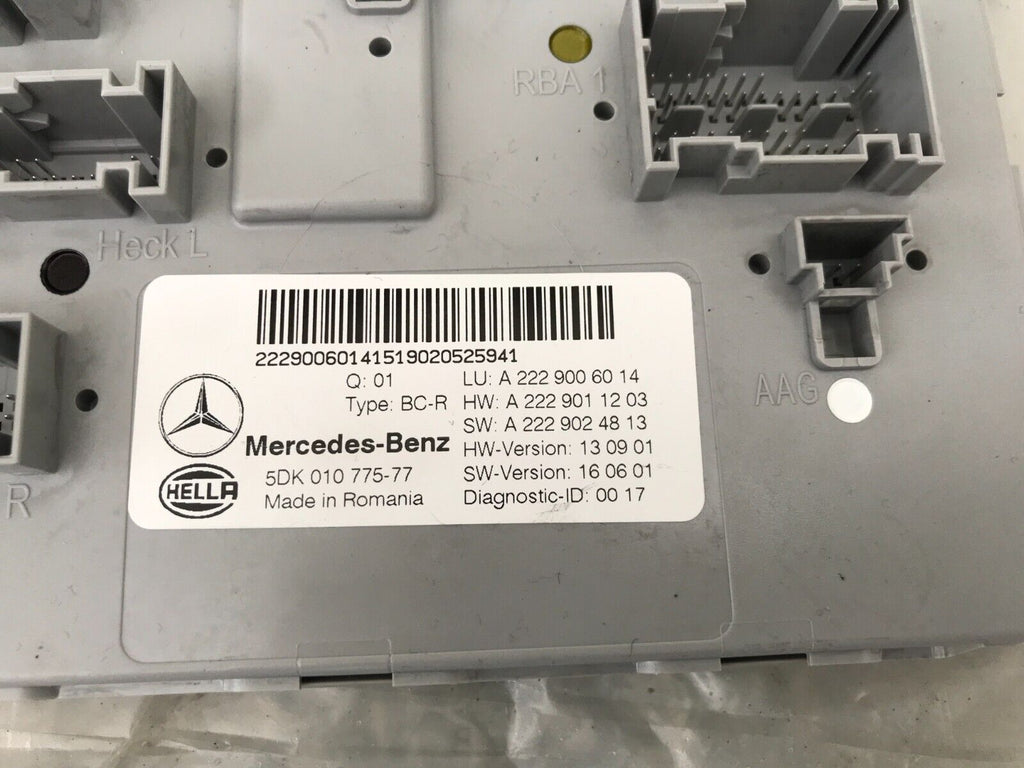 RBA 1
Heck L
22290060141519020525941
Q: 01
Type: BC-R
LU: A 222 900 60 14
HW: A 222 901 12 03
SW: A 222 902 48 13
Mercedes-Benz
HW-Version: 13 09 01
SW-Version: 16 06 01
Diagnostic-ID: 00 17
HELLA
5DK 010 775-77
Made in Romania
AAG
R